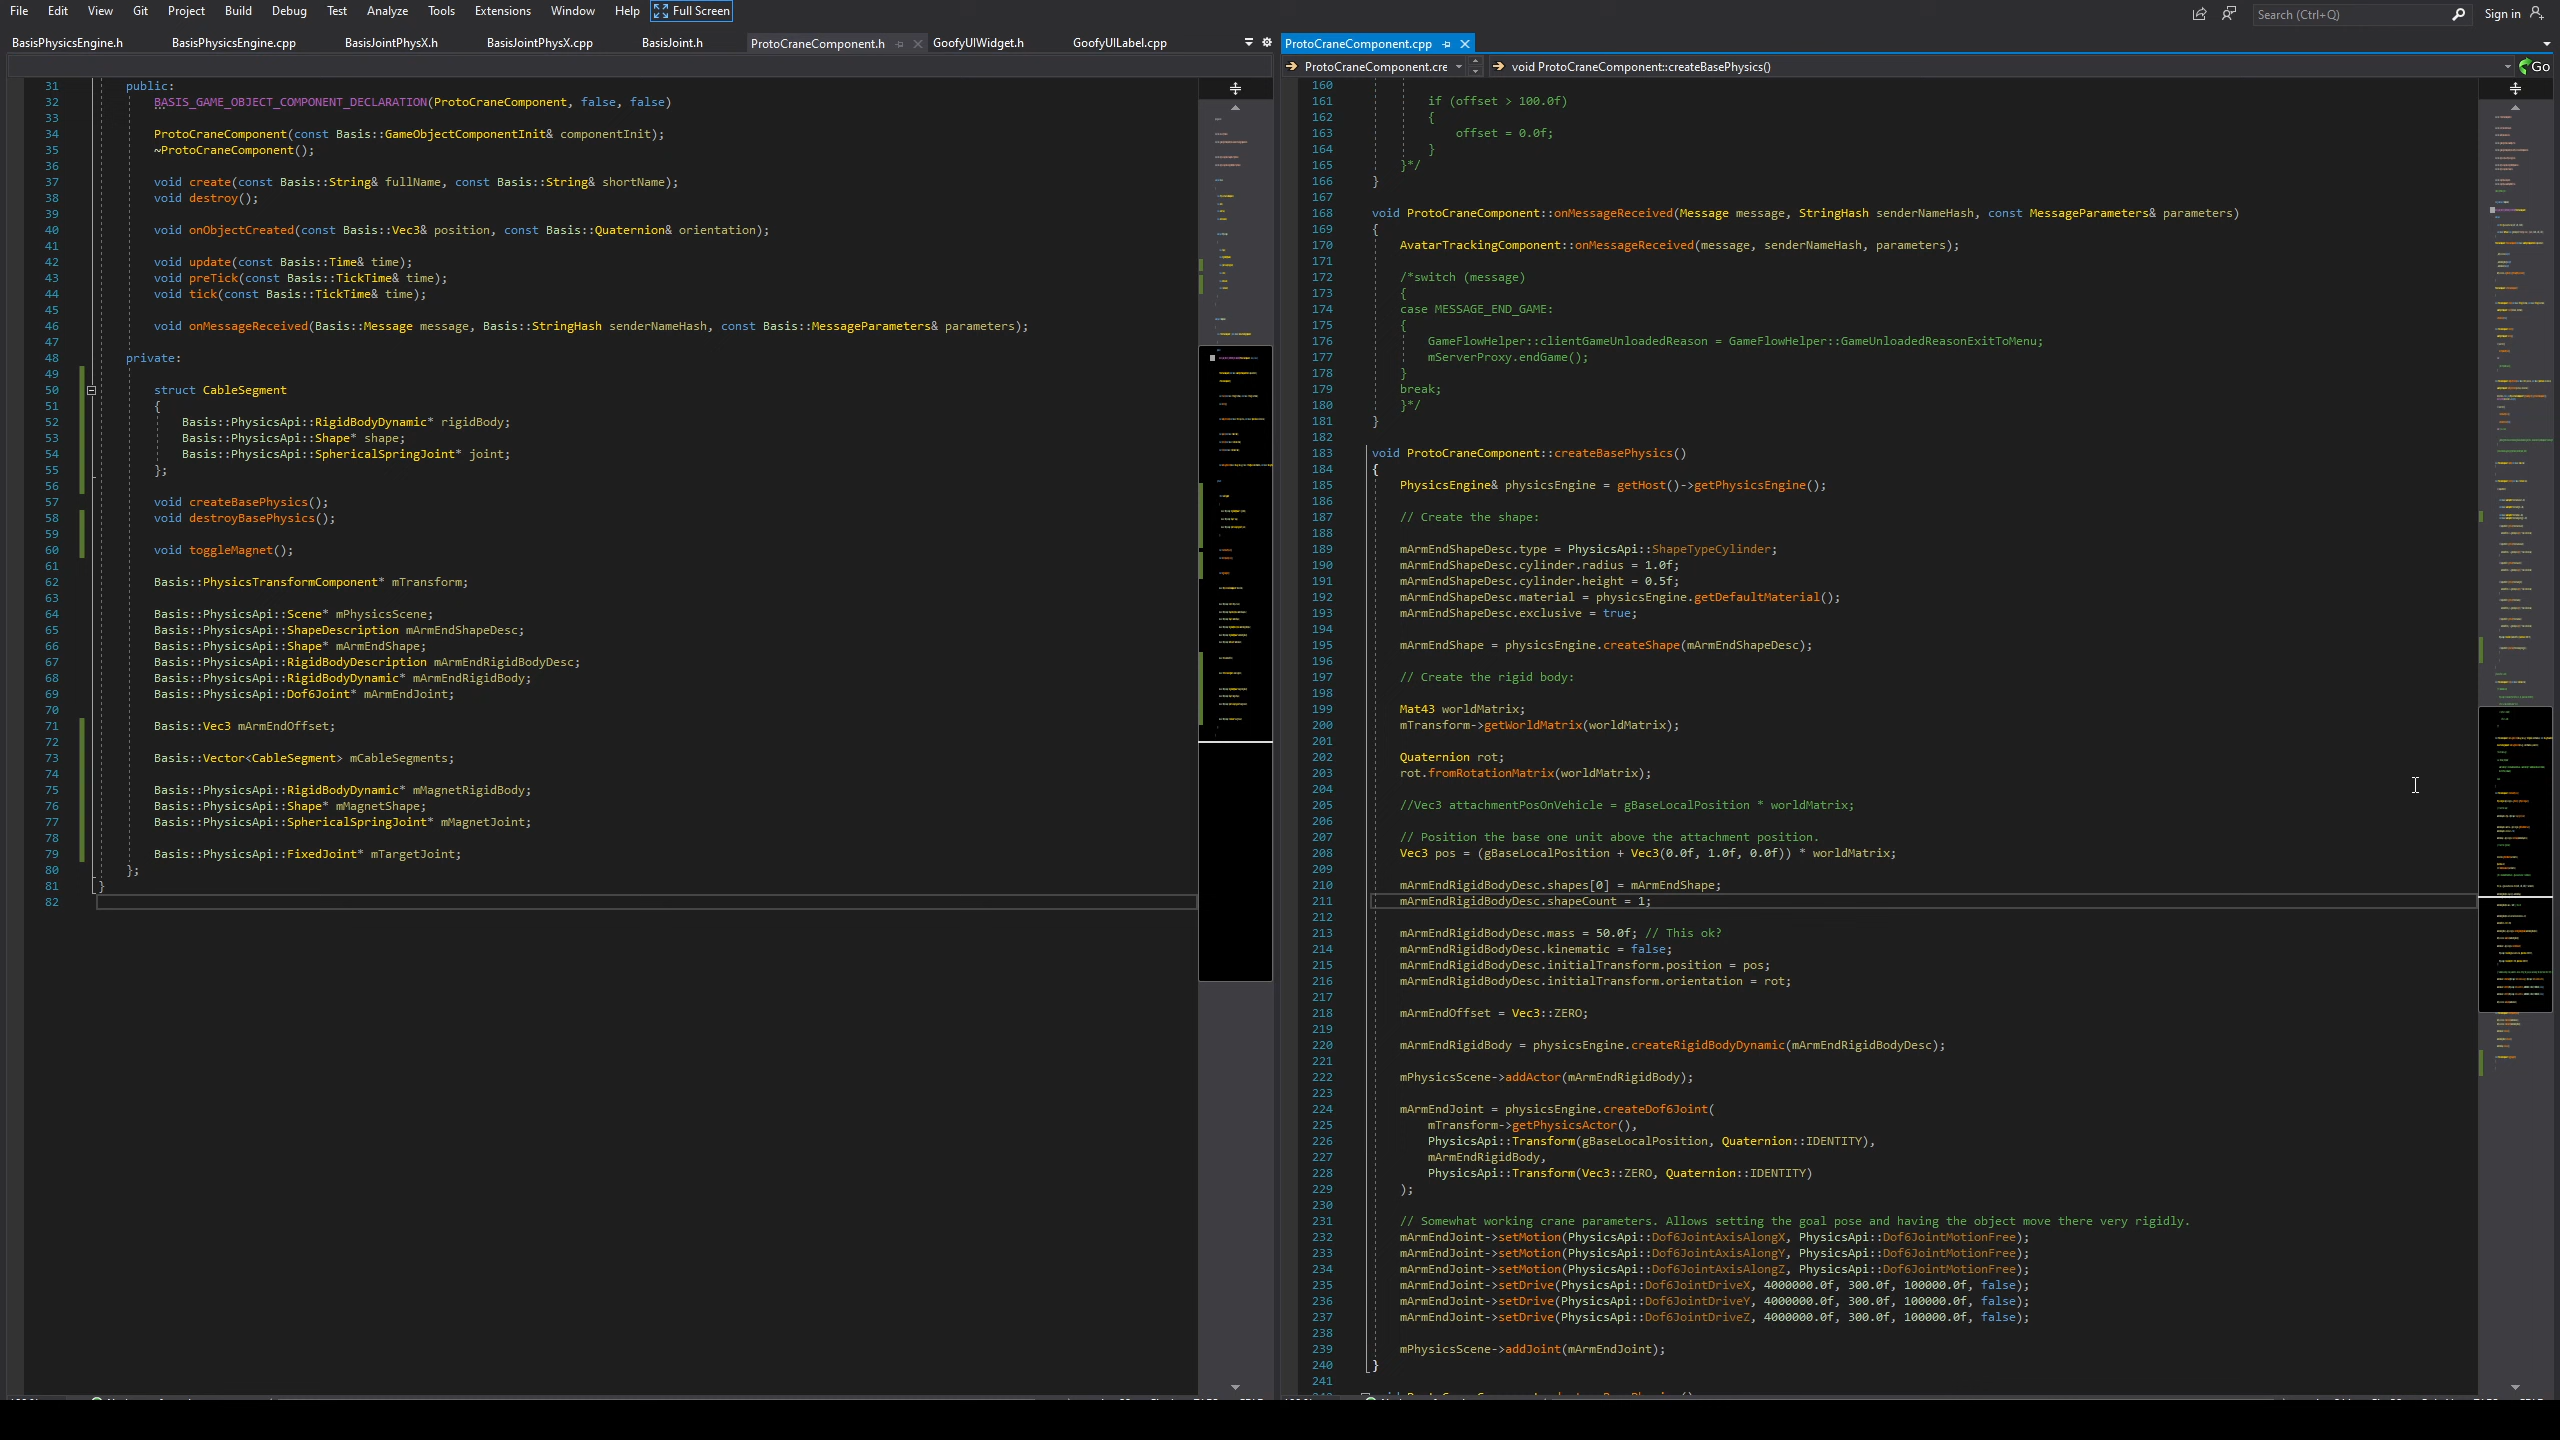 File Edit View Git Project Build Debug Test Analyze Tools Extensions Window Help Full Screen Search (Ctrl+Q) Sign in
BasisPhysicsEngine.h BasisPhysicsEngine.cpp BasisJointPhysX.h BasisJointPhysX.cpp BasisJoint.h ProtoCraneComponent.h GoofyUIWidget.h GoofyUILabel.cpp
31 public:
32 BASIS_GAME_OBJECT_COMPONENT_DECLARATION(ProtoCraneComponent, false, false)
33
34 ProtoCraneComponent(const Basis::GameObjectComponentInit& componentInit);
35 ~ProtoCraneComponent();
36
37 void create(const Basis::String& fullName, const Basis::String& shortName);
38 void destroy();
39
40 void onObjectCreated(const Basis::Vec3& position, const Basis::Quaternion& orientation);
41
42 void update(const Basis::Time& time);
43 void preTick(const Basis::TickTime& time);
44 void tick(const Basis::TickTime& time);
45
46 void onMessageReceived(Basis::Message message, Basis::StringHash senderNameHash, const Basis::MessageParameters& parameters);
47
48 private:
49
50 struct CableSegment
51 {
52 Basis::PhysicsApi::RigidBodyDynamic* rigidBody;
53 Basis::PhysicsApi::Shape* shape;
54 Basis::PhysicsApi::SphericalSpringJoint* joint;
55 };
56
57 void createBasePhysics();
58 void destroyBasePhysics();
59
60 void toggleMagnet();
61
62 Basis::PhysicsTransformComponent* mTransform;
63
64 Basis::PhysicsApi::Scene* mPhysicsScene;
65 Basis::PhysicsApi::ShapeDescription mArmEndShapeDesc;
66 Basis::PhysicsApi::Shape* mArmEndShape;
67 Basis::PhysicsApi::RigidBodyDescription mArmEndRigidBodyDesc;
68 Basis::PhysicsApi::RigidBodyDynamic* mArmEndRigidBody;
69 Basis::PhysicsApi::Dof6Joint* mArmEndJoint;
70
71 Basis::Vec3 mArmEndOffset;
72
73 Basis::Vector<CableSegment> mCableSegments;
74
75 Basis::PhysicsApi::RigidBodyDynamic* mMagnetRigidBody;
76 Basis::PhysicsApi::Shape* mMagnetShape;
77 Basis::PhysicsApi::SphericalSpringJoint* mMagnetJoint;
78
79 Basis::PhysicsApi::FixedJoint* mTargetJoint;
80 };
81 }
82
ProtoCraneComponent.cpp
ProtoCraneComponent.cre void ProtoCraneComponent::createBasePhysics() Go
160
161 if (offset > 100.0f)
162 {
163 offset = 0.0f;
164 }
165 }*/
166 }
167
168 void ProtoCraneComponent::onMessageReceived(Message message, StringHash senderNameHash, const MessageParameters& parameters)
169 {
170 AvatarTrackingComponent::onMessageReceived(message, senderNameHash, parameters);
171
172 /*switch (message)
173 {
174 case MESSAGE_END_GAME:
175 {
176 GameFlowHelper::clientGameUnloadedReason = GameFlowHelper::GameUnloadedReasonExitToMenu;
177 mServerProxy.endGame();
178 }
179 break;
180 }*/
181 }
182
183 void ProtoCraneComponent::createBasePhysics()
184 {
185 PhysicsEngine& physicsEngine = getHost()->getPhysicsEngine();
186
187 // Create the shape:
188
189 mArmEndShapeDesc.type = PhysicsApi::ShapeTypeCylinder;
190 mArmEndShapeDesc.cylinder.radius = 1.0f;
191 mArmEndShapeDesc.cylinder.height = 0.5f;
192 mArmEndShapeDesc.material = physicsEngine.getDefaultMaterial();
193 mArmEndShapeDesc.exclusive = true;
194
195 mArmEndShape = physicsEngine.createShape(mArmEndShapeDesc);
196
197 // Create the rigid body:
198
199 Mat43 worldMatrix;
200 mTransform->getWorldMatrix(worldMatrix);
201
202 Quaternion rot;
203 rot.fromRotationMatrix(worldMatrix);
204
205 //Vec3 attachmentPosOnVehicle = gBaseLocalPosition * worldMatrix;
206
207 // Position the base one unit above the attachment position.
208 Vec3 pos = (gBaseLocalPosition + Vec3(0.0f, 1.0f, 0.0f)) * worldMatrix;
209
210 mArmEndRigidBodyDesc.shapes[0] = mArmEndShape;
211 mArmEndRigidBodyDesc.shapeCount = 1;
212
213 mArmEndRigidBodyDesc.mass = 50.0f; // This ok?
214 mArmEndRigidBodyDesc.kinematic = false;
215 mArmEndRigidBodyDesc.initialTransform.position = pos;
216 mArmEndRigidBodyDesc.initialTransform.orientation = rot;
217
218 mArmEndOffset = Vec3::ZERO;
219
220 mArmEndRigidBody = physicsEngine.createRigidBodyDynamic(mArmEndRigidBodyDesc);
221
222 mPhysicsScene->addActor(mArmEndRigidBody);
223
224 mArmEndJoint = physicsEngine.createDof6Joint(
225 mTransform->getPhysicsActor(),
226 PhysicsApi::Transform(gBaseLocalPosition, Quaternion::IDENTITY),
227 mArmEndRigidBody,
228 PhysicsApi::Transform(Vec3::ZERO, Quaternion::IDENTITY)
229 );
230
231 // Somewhat working crane parameters. Allows setting the goal pose and having the object move there very rigidly.
232 mArmEndJoint->setMotion(PhysicsApi::Dof6JointAxisAlongX, PhysicsApi::Dof6JointMotionFree);
233 mArmEndJoint->setMotion(PhysicsApi::Dof6JointAxisAlongY, PhysicsApi::Dof6JointMotionFree);
234 mArmEndJoint->setMotion(PhysicsApi::Dof6JointAxisAlongZ, PhysicsApi::Dof6JointMotionFree);
235 mArmEndJoint->setDrive(PhysicsApi::Dof6JointDriveX, 4000000.0f, 300.0f, 100000.0f, false);
236 mArmEndJoint->setDrive(PhysicsApi::Dof6JointDriveY, 4000000.0f, 300.0f, 100000.0f, false);
237 mArmEndJoint->setDrive(PhysicsApi::Dof6JointDriveZ, 4000000.0f, 300.0f, 100000.0f, false);
238
239 mPhysicsScene->addJoint(mArmEndJoint);
240 }
241